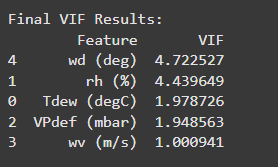 Final VIF Results:
Feature VIF
4 wd (deg) 4.722527
1 rh (%) 4.439649
0 Tdew (degC) 1.978726
2 VPdef (mbar) 1.948563
3 wv (m/s) 1.000941